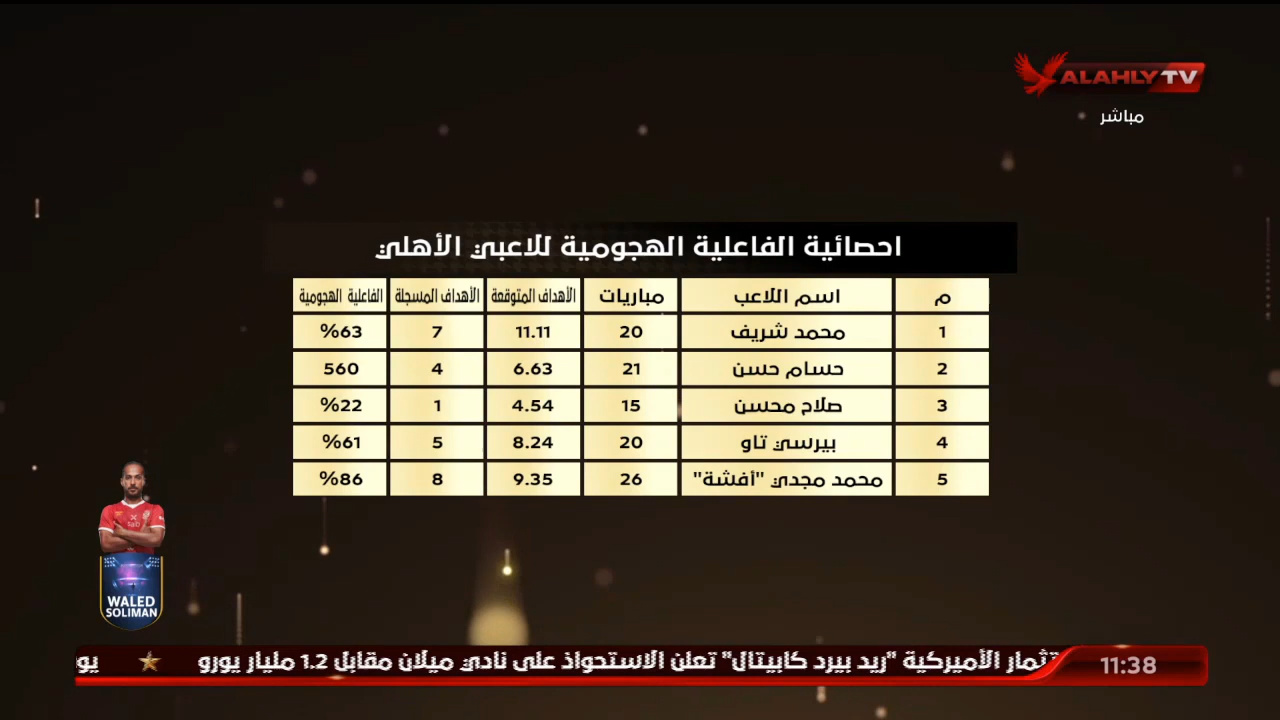 ALAHLY TV
مباشر
احصائية الفاعلية الهجومية للاعبي الأهلي
م اسم اللاعب مباريات الأهداف المتوقعة الأهداف المسجلة الفاعلية الهجومية
1 محمد شريف 20 11.11 7 %63
2 حسام حسن 21 6.63 4 560
3 صلاح محسن 15 4.54 1 %22
4 بيرسي تاو 20 8.24 5 %61
5 محمد مجدي "أفشة" 26 9.35 8 %86
WALED
SOLIMAN
11:38 الأميركية "ريد بيرد كابيتال" تعلن الاستحواذ على نادي ميلان مقابل 1.2 مليار يورو